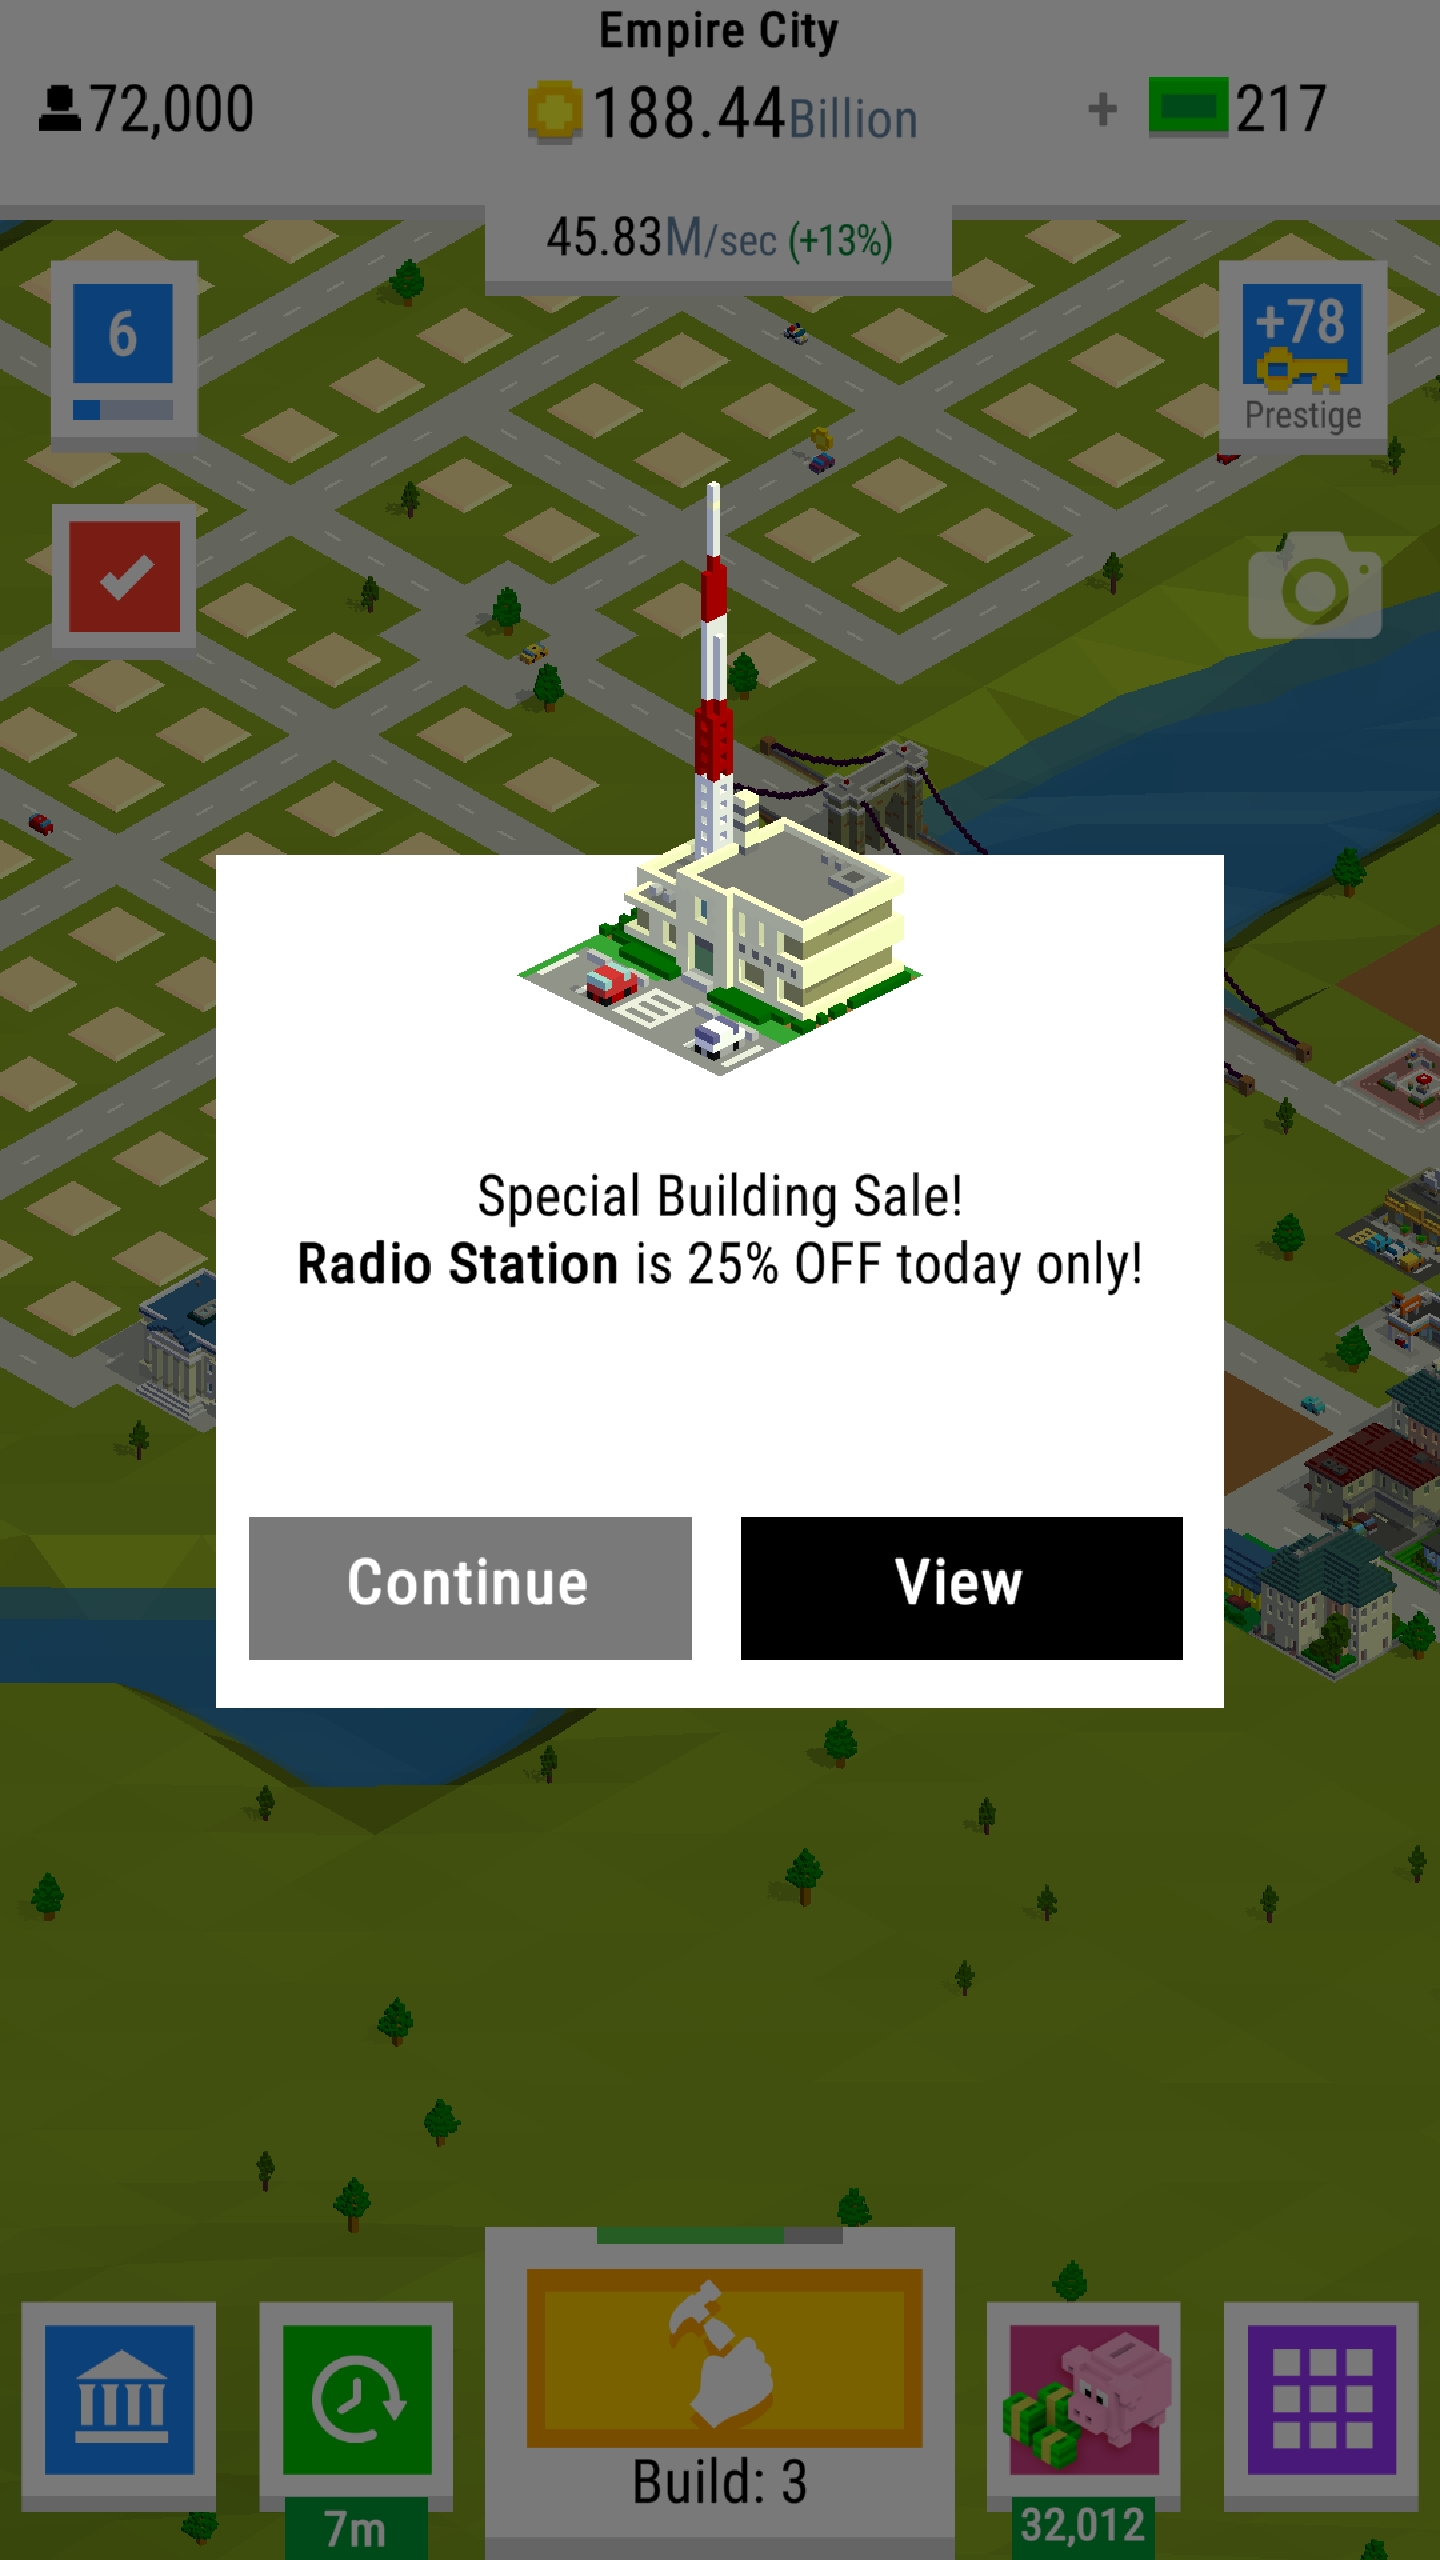 Empire City
72,000
188.44Billion
+ 217
45.83M/sec (+13%)
6
+78
Prestige
Special Building Sale!
Radio Station is 25% OFF today only!
Continue
View
Build: 3
7m
32,012